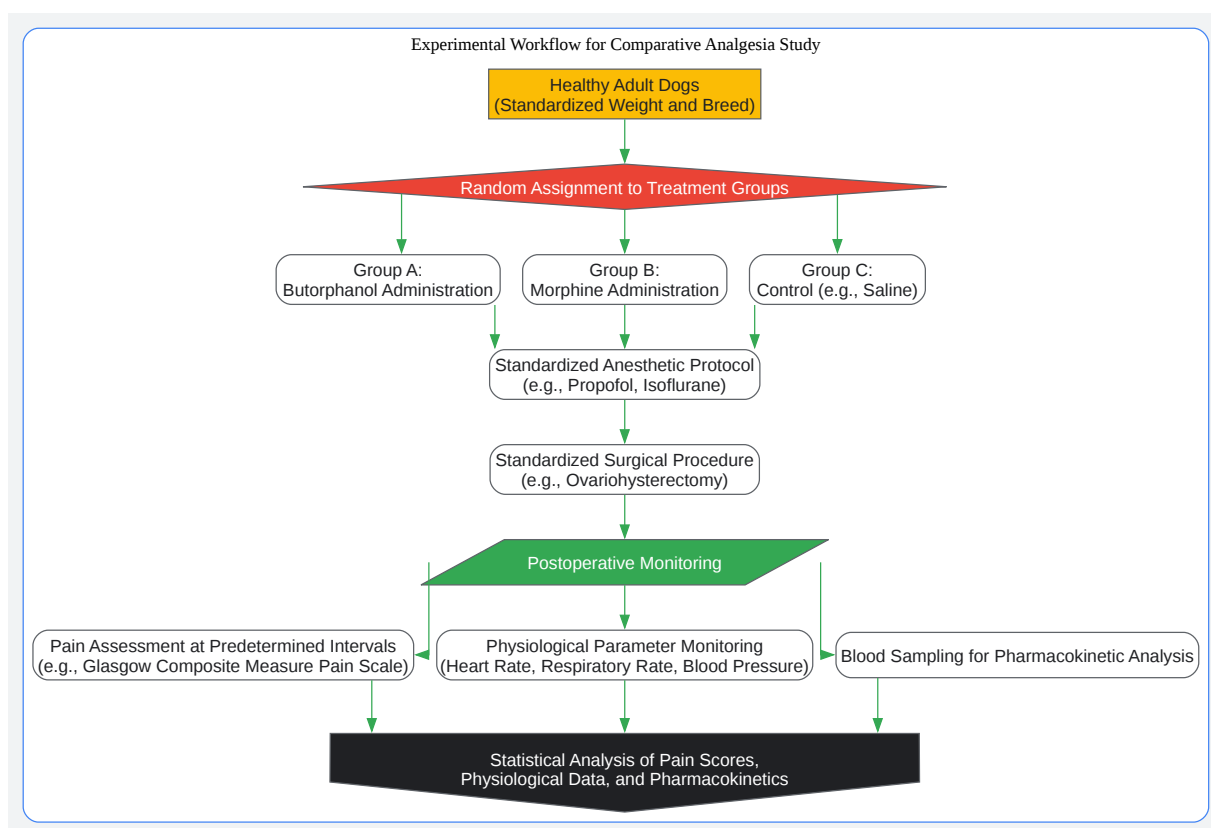 Experimental Workflow for Comparative Analgesia Study
Healthy Adult Dogs
(Standardized Weight and Breed)
Random Assignment to Treatment Groups
Group A:
Butorphanol Administration
Group B:
Morphine Administration
Group C:
Control (e.g., Saline)
Standardized Anesthetic Protocol
(e.g., Propofol, Isoflurane)
Standardized Surgical Procedure
(e.g., Ovariohysterectomy)
Postoperative Monitoring
Pain Assessment at Predetermined Intervals
(e.g., Glasgow Composite Measure Pain Scale)
Physiological Parameter Monitoring
(Heart Rate, Respiratory Rate, Blood Pressure)
Blood Sampling for Pharmacokinetic Analysis
Statistical Analysis of Pain Scores,
Physiological Data, and Pharmacokinetics